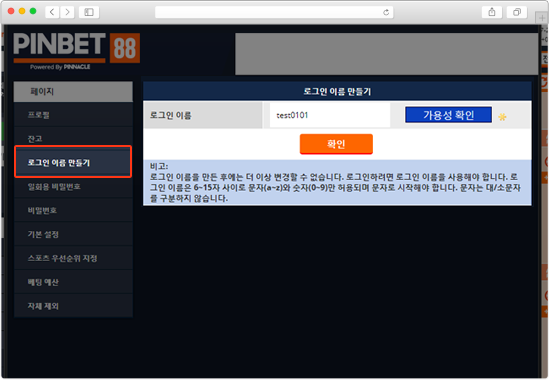 PINBET 88
Powered By PINNACLE
페이지
프로필
잔고
로그인 이름 만들기
일회용 비밀번호
비밀번호
기본 설정
스포츠 우선순위 지정
베팅 예산
자체 제외
로그인 이름 만들기
로그인 이름
test0101
가용성 확인
확인
비고:
로그인 이름을 만든 후에는 더 이상 변경할 수 없습니다. 로그인하려면 로그인 이름을 사용해야 합니다. 로
그인 이름은 6~15자 사이로 문자(a~z)와 숫자(0~9)만 허용되며 문자로 시작해야 합니다. 문자는 대/소문자
를 구분하지 않습니다.